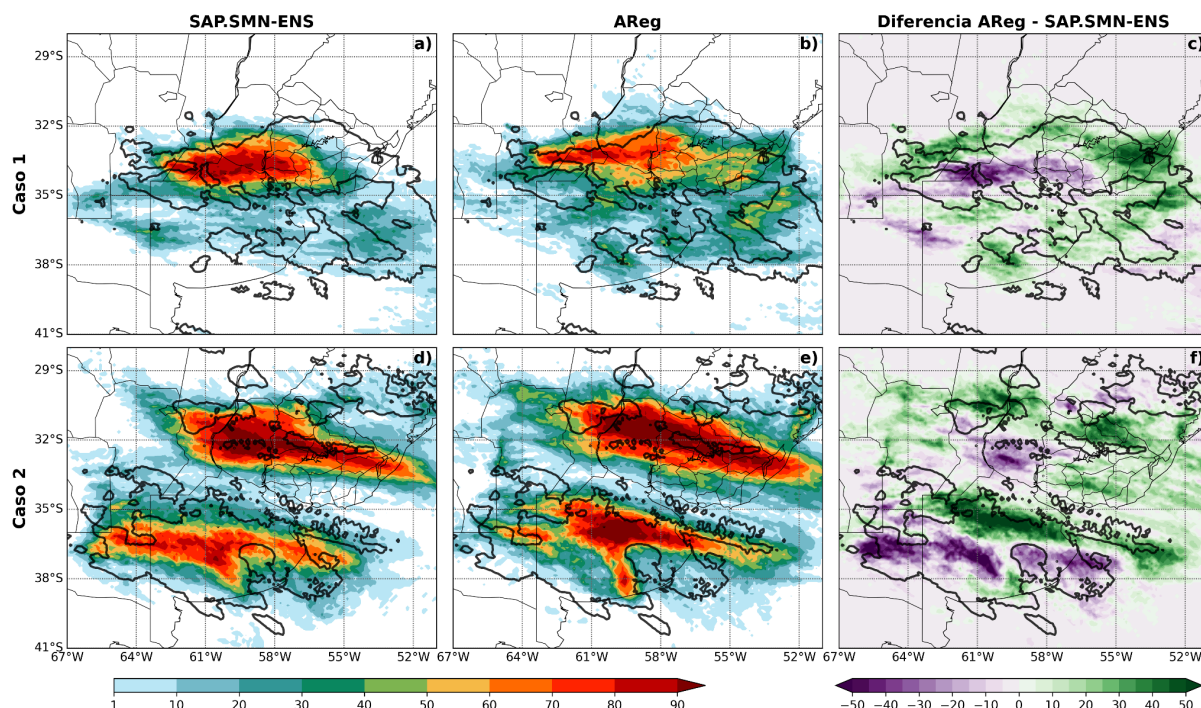 SAP.SMN-ENS AReg Diferencia AReg - SAP.SMN-ENS
a) b) c)
29°S
32°S
Caso 1
35°S
38°S
41°S
d) e) f)
29°S
32°S
Caso 2
35°S
38°S
41°S
67°W 64°W 61°W 58°W 55°W 52°W 67°W 64°W 61°W 58°W 55°W 52°W 67°W 64°W 61°W 58°W 55°W 52°W
1 10 20 30 40 50 60 70 80 90 −50 −40 −30 −20 −10 0 10 20 30 40 50